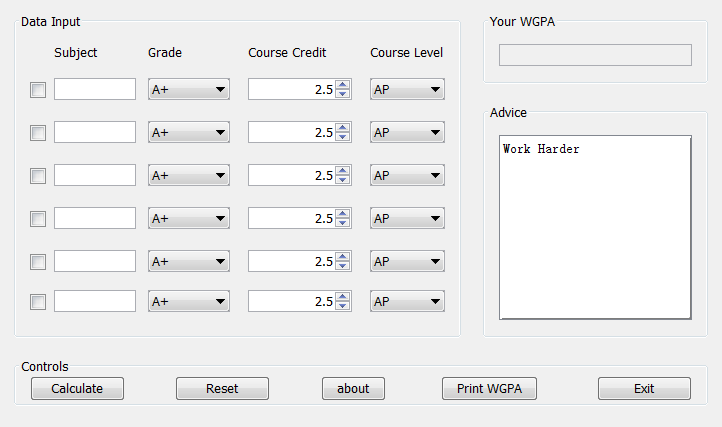 Data Input
Subject Grade Course Credit Course Level
A+ 2.5 AP
A+ 2.5 AP
A+ 2.5 AP
A+ 2.5 AP
A+ 2.5 AP
A+ 2.5 AP
Your WGPA
Advice
Work Harder
Controls
Calculate Reset about Print WGPA Exit